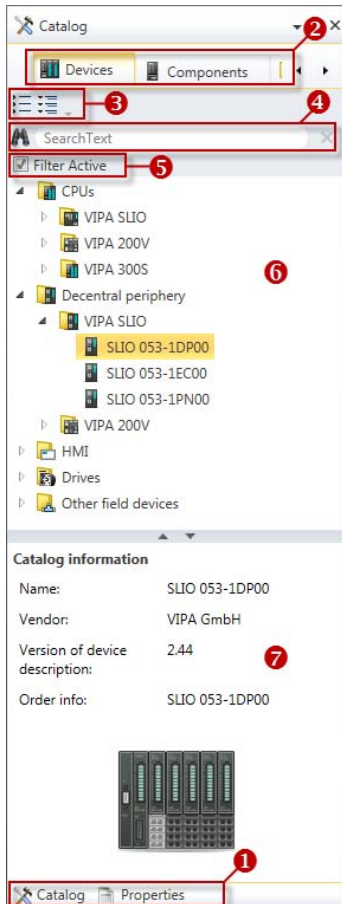 Catalog
2
Devices Components
3
4
SearchText
Filter Active 5
CPUs
VIPA SLIO
VIPA 200V
VIPA 300S
6
Decentral periphery
VIPA SLIO
SLIO 053-1DP00
SLIO 053-1EC00
SLIO 053-1PN00
VIPA 200V
HMI
Drives
Other field devices
Catalog information
Name: SLIO 053-1DP00
Vendor: VIPA GmbH
Version of device 2.44
description:
7
Order info: SLIO 053-1DP00
1
Catalog Properties